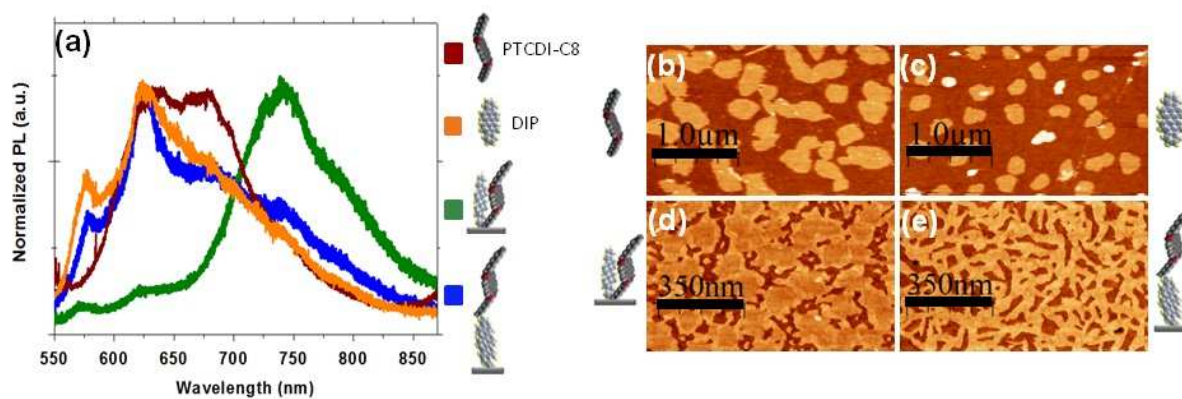 (a)
Normalized PL (a.u.)
550 600 650 700 750 800 850
Wavelength (nm)
PTCDI-C8
DIP
(b)
1.0um
(c)
1.0um
(d)
350nm
(e)
350nm